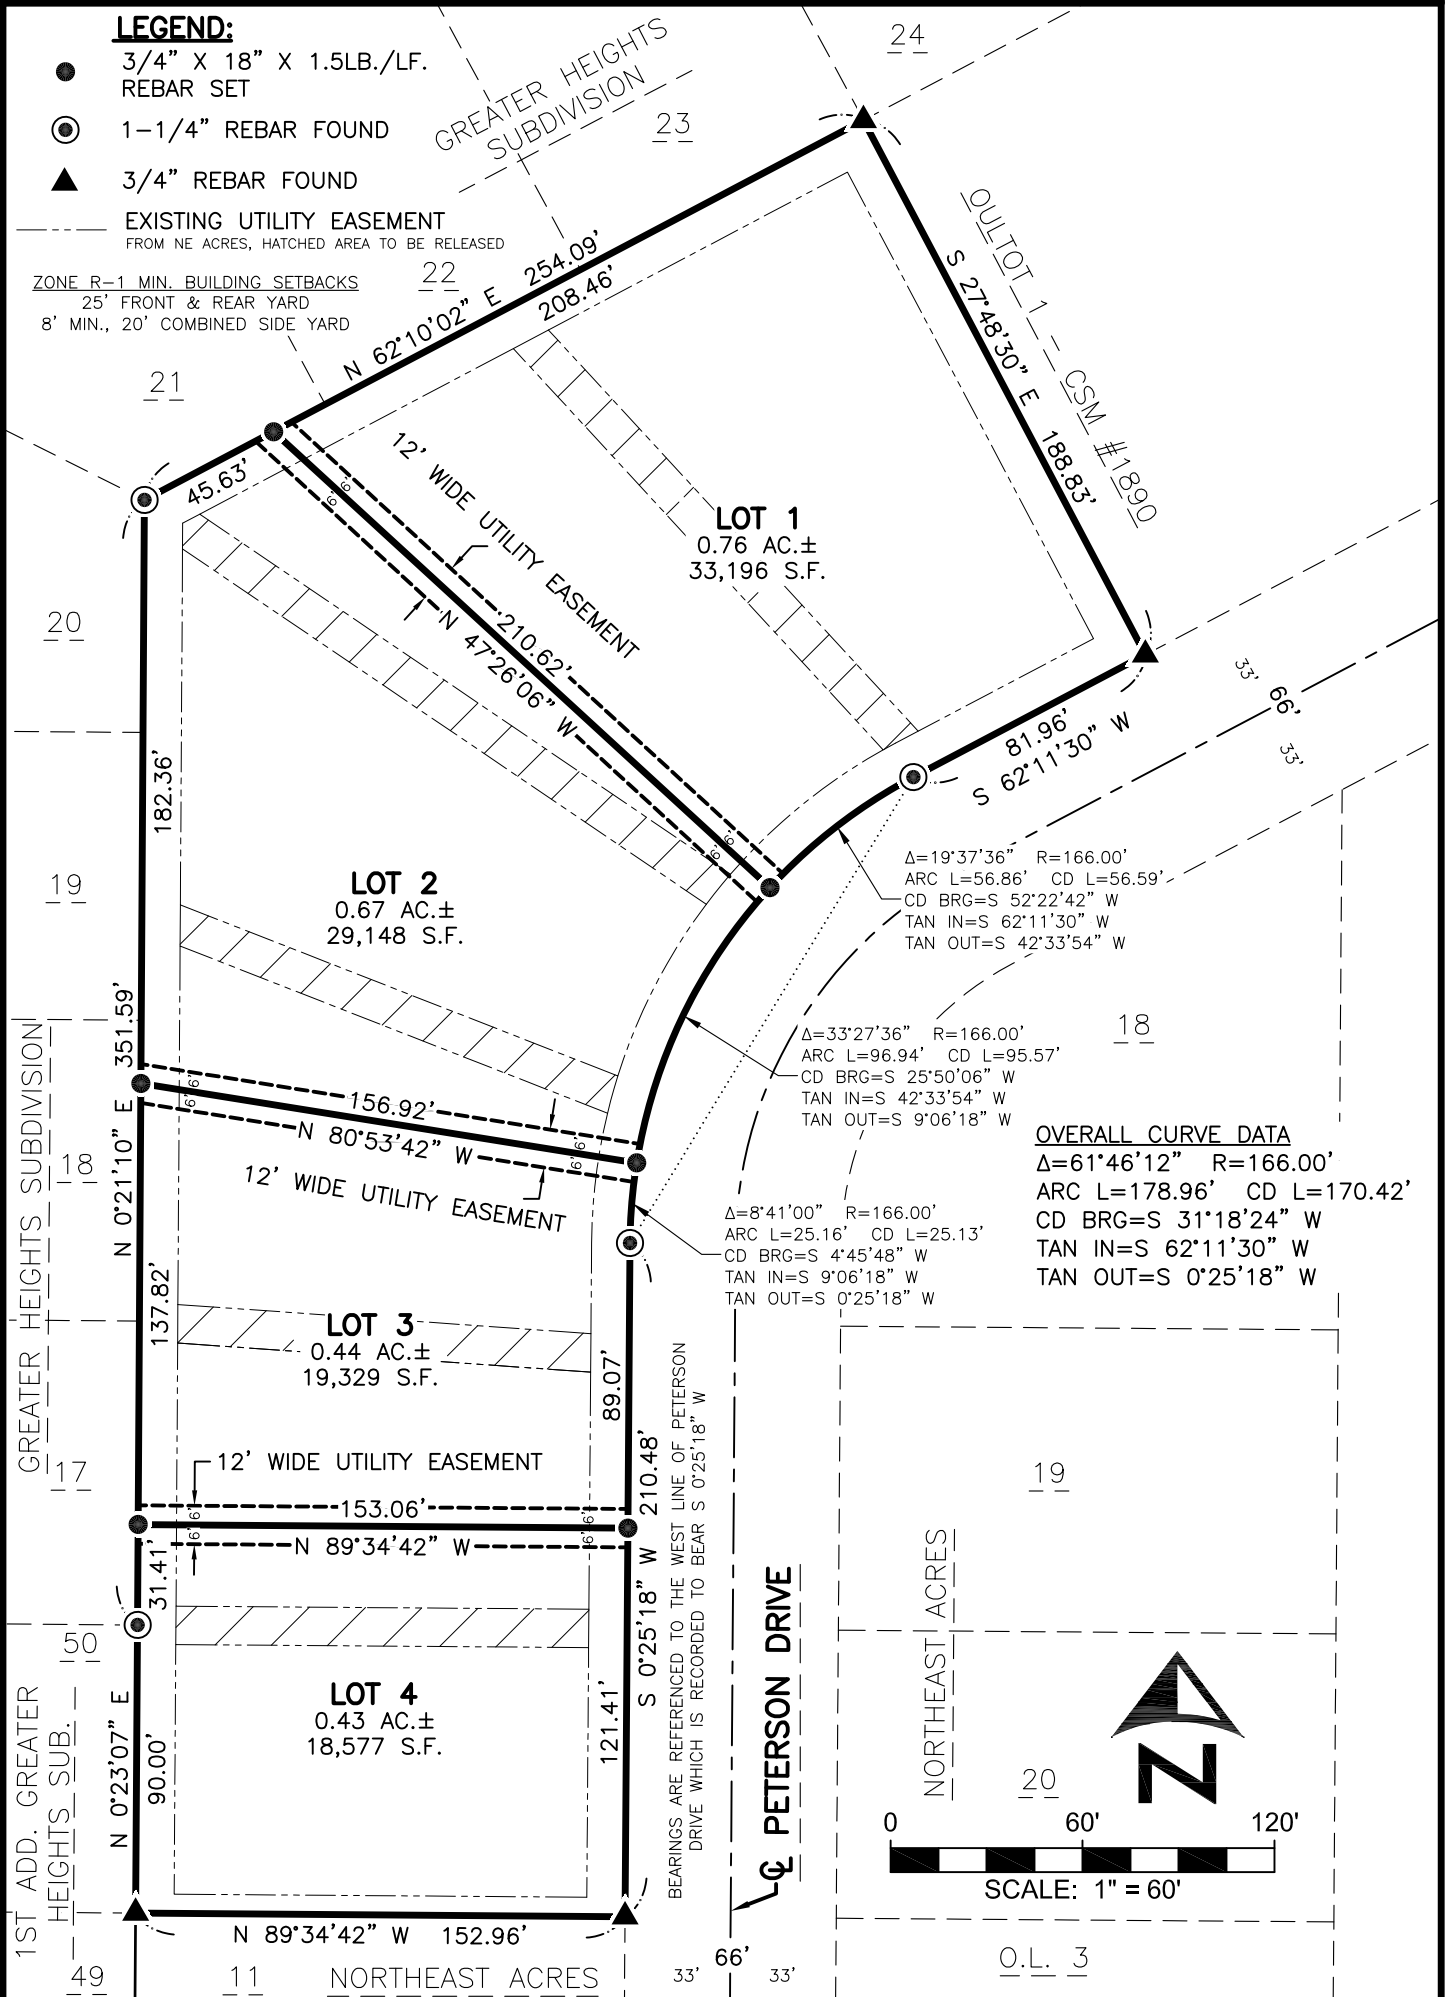 LEGEND:
3/4” X 18” X 1.5LB./LF.
REBAR SET
1-1/4” REBAR FOUND
3/4” REBAR FOUND
EXISTING UTILITY EASEMENT
FROM NE ACRES, HATCHED AREA TO BE RELEASED
ZONE R-1 MIN. BUILDING SETBACKS
25’ FRONT & REAR YARD
8’ MIN., 20’ COMBINED SIDE YARD
GREATER HEIGHTS
SUBDIVISION
24
23
22
21
20
19
18
17
50
49
11
N 62°10’02” E 254.09’
208.46’
45.63’
S 27°48’30” E 188.83’
OULTOT 1 - CSM #1890
12’ WIDE UTILITY EASEMENT
6’ 6’
210.62’
N 47°26’06” W
6’ 6’
LOT 1
0.76 AC.±
33,196 S.F.
81.96’
S 62°11’30” W
33’
66’
33’
182.36’
LOT 2
0.67 AC.±
29,148 S.F.
Δ=19°37’36” R=166.00’
ARC L=56.86’ CD L=56.59’
CD BRG=S 52°22’42” W
TAN IN=S 62°11’30” W
TAN OUT=S 42°33’54” W
Δ=33°27’36” R=166.00’
ARC L=96.94’ CD L=95.57’
CD BRG=S 25°50’06” W
TAN IN=S 42°33’54” W
TAN OUT=S 9°06’18” W
18
OVERALL CURVE DATA
Δ=61°46’12” R=166.00’
ARC L=178.96’ CD L=170.42’
CD BRG=S 31°18’24” W
TAN IN=S 62°11’30” W
TAN OUT=S 0°25’18” W
Δ=8°41’00” R=166.00’
ARC L=25.16’ CD L=25.13’
CD BRG=S 4°45’48” W
TAN IN=S 9°06’18” W
TAN OUT=S 0°25’18” W
N 0°21’10” E 351.59’
GREATER HEIGHTS SUBDIVISION
6’ 6’
156.92’
N 80°53’42” W
6’ 6’
12’ WIDE UTILITY EASEMENT
137.82’
LOT 3
0.44 AC.±
19,329 S.F.
89.07’
12’ WIDE UTILITY EASEMENT
6’ 6’
153.06’
N 89°34’42” W
6’ 6’
31.41’
S 0°25’18” W 210.48’
BEARINGS ARE REFERENCED TO THE WEST LINE OF PETERSON
DRIVE WHICH IS RECORDED TO BEAR S 0°25’18” W
LOT 4
0.43 AC.±
18,577 S.F.
121.41’
N 0°23’07” E
90.00’
1ST ADD. GREATER
HEIGHTS SUB.
N 89°34’42” W 152.96’
NORTHEAST ACRES
33’ 66’ 33’
℄ PETERSON DRIVE
19
NORTHEAST ACRES
20
N
0 60' 120'
SCALE: 1" = 60'
O.L. 3